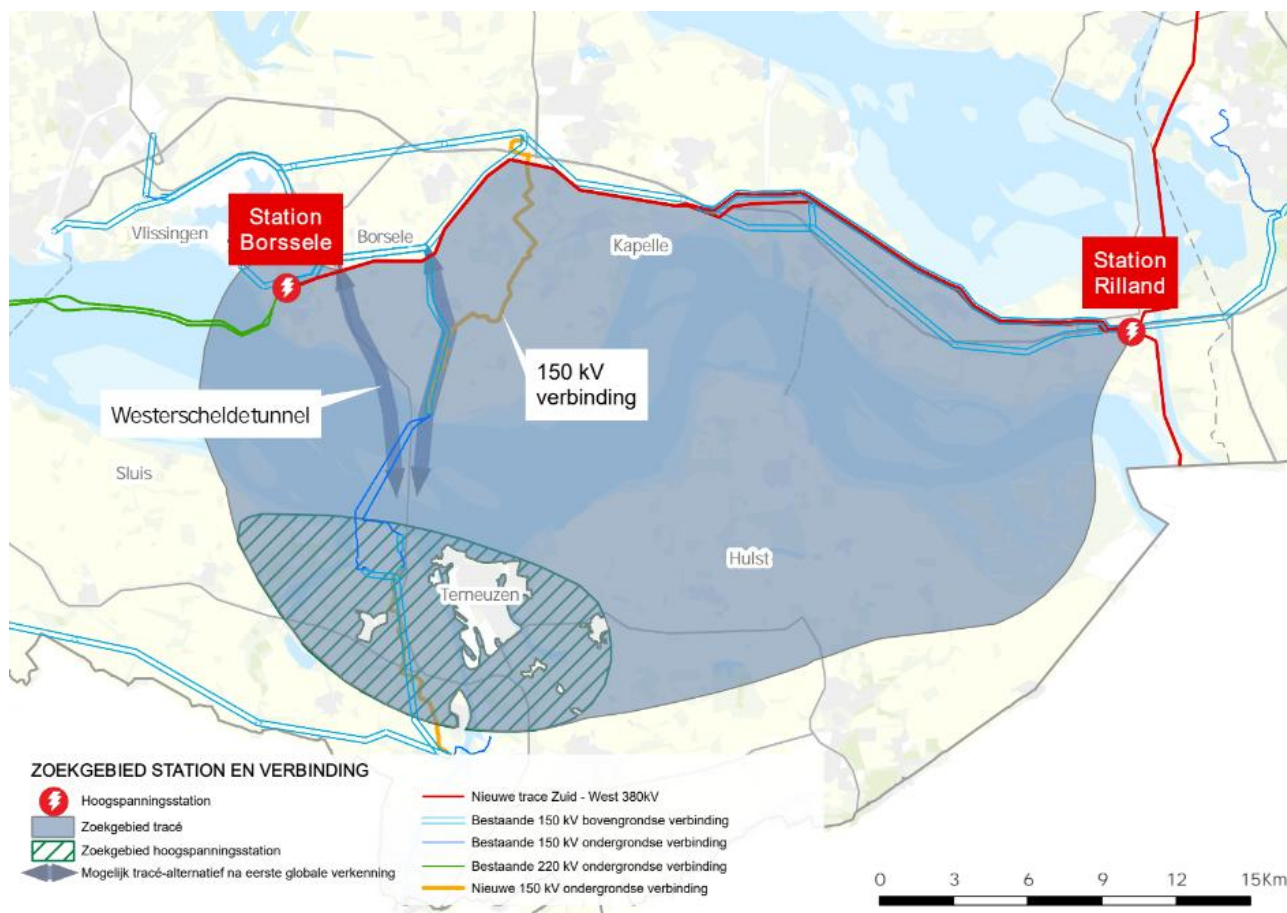 Station
Borssele
Vlissingen
Borsele
Kapelle
Station
Rilland
150 kV
verbinding
Westerscheldetunnel
Sluis
Hulst
Terneuzen
ZOEKGEBIED STATION EN VERBINDING
Hoogspanningsstation
Zoekgebied tracé
Zoekgebied hoogspanningsstation
Mogelijk tracé-alternatief na eerste globale verkenning
Nieuwe trace Zuid - West 380kV
Bestaande 150 kV bovengrondse verbinding
Bestaande 150 kV ondergrondse verbinding
Bestaande 220 kV ondergrondse verbinding
Nieuwe 150 kV ondergrondse verbinding
0 3 6 9 12 15Km